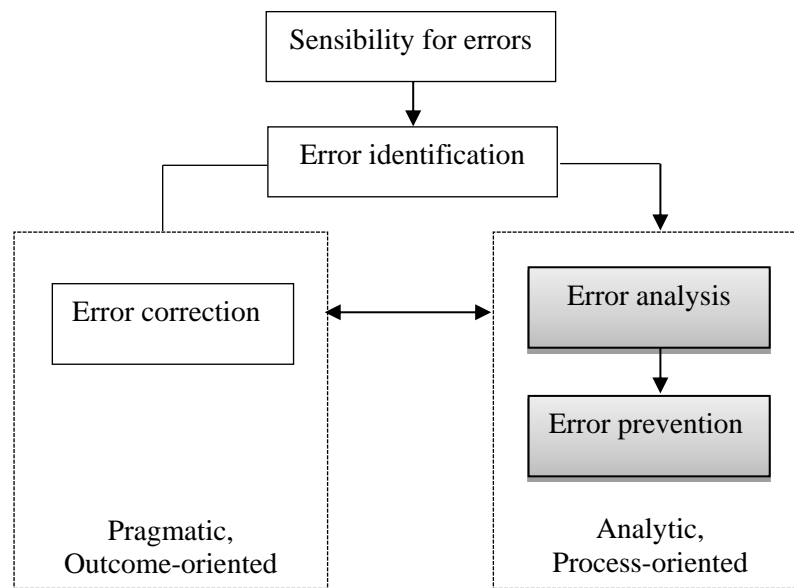 Sensibility for errors
Error identification
Error correction
Error analysis
Error prevention
Pragmatic,
Outcome-oriented
Analytic,
Process-oriented